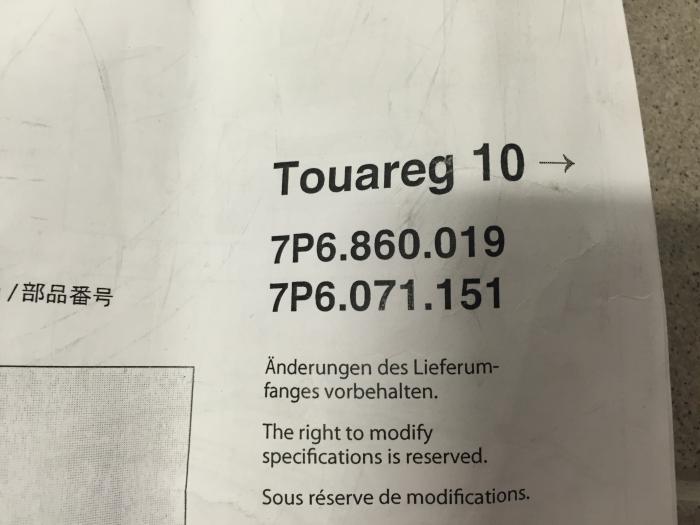 Touareg 10 →
7P6.860.019
7P6.071.151
/ 部品番号
Änderungen des Lieferum-
fanges vorbehalten.
The right to modify
specifications is reserved.
Sous réserve de modifications.